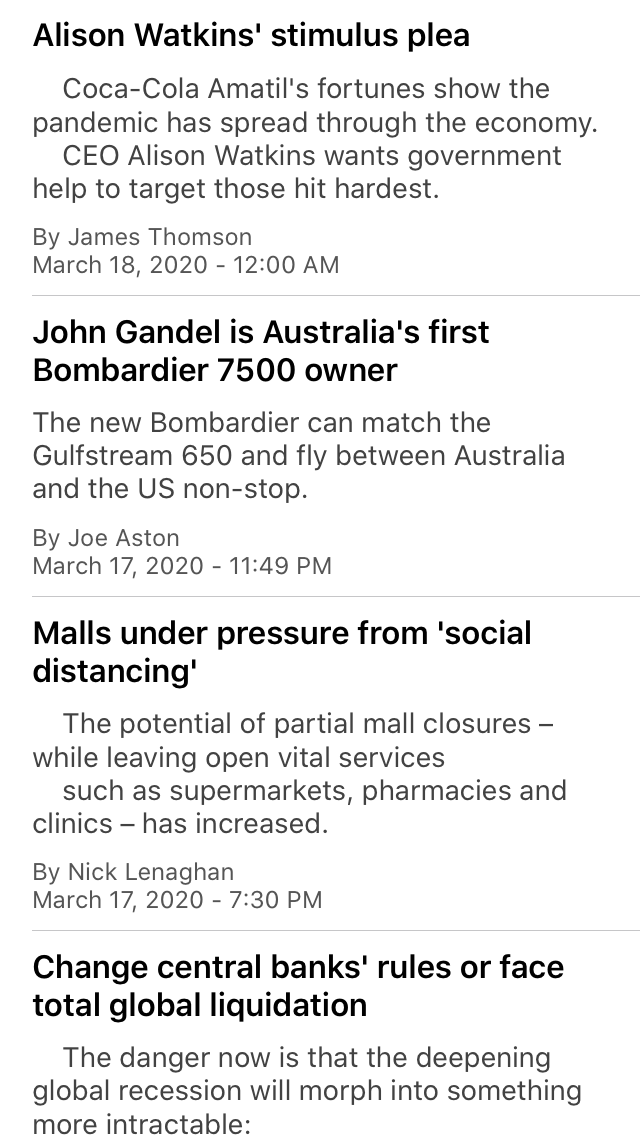 Alison Watkins' stimulus plea
Coca-Cola Amatil's fortunes show the
pandemic has spread through the economy.
CEO Alison Watkins wants government
help to target those hit hardest.
By James Thomson
March 18, 2020 - 12:00 AM
John Gandel is Australia's first
Bombardier 7500 owner
The new Bombardier can match the
Gulfstream 650 and fly between Australia
and the US non-stop.
By Joe Aston
March 17, 2020 - 11:49 PM
Malls under pressure from 'social
distancing'
The potential of partial mall closures –
while leaving open vital services
such as supermarkets, pharmacies and
clinics – has increased.
By Nick Lenaghan
March 17, 2020 - 7:30 PM
Change central banks' rules or face
total global liquidation
The danger now is that the deepening
global recession will morph into something
more intractable: